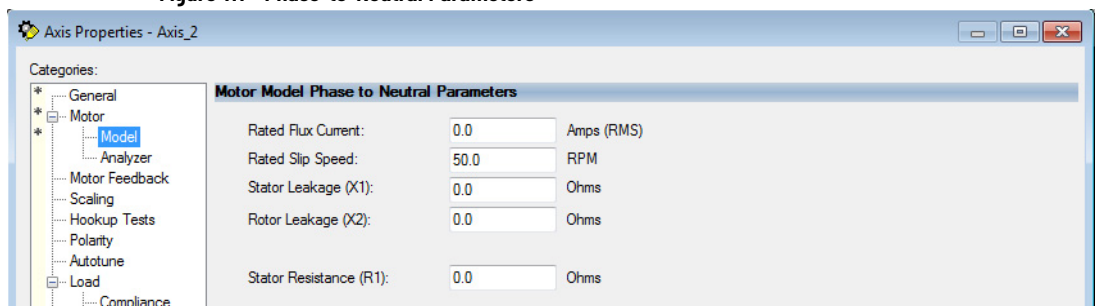 Axis Properties - Axis_2
Categories:
* General
* Motor
* Model
Analyzer
Motor Feedback
Scaling
Hookup Tests
Polarity
Autotune
Load
Compliance
Motor Model Phase to Neutral Parameters
Rated Flux Current: 0.0 Amps (RMS)
Rated Slip Speed: 50.0 RPM
Stator Leakage (X1): 0.0 Ohms
Rotor Leakage (X2): 0.0 Ohms
Stator Resistance (R1): 0.0 Ohms